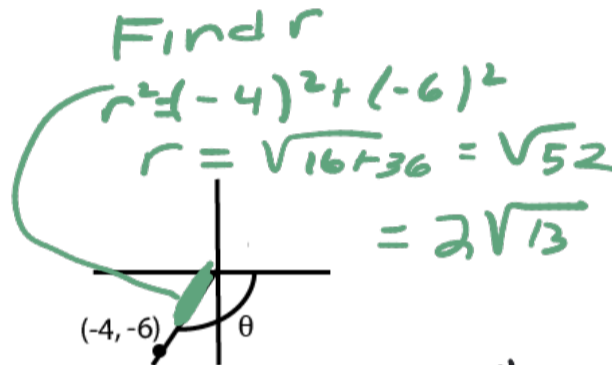 Find r
r²=(-4)²+(-6)²
r = √16+36 = √52
= 2√13
(-4,-6) θ